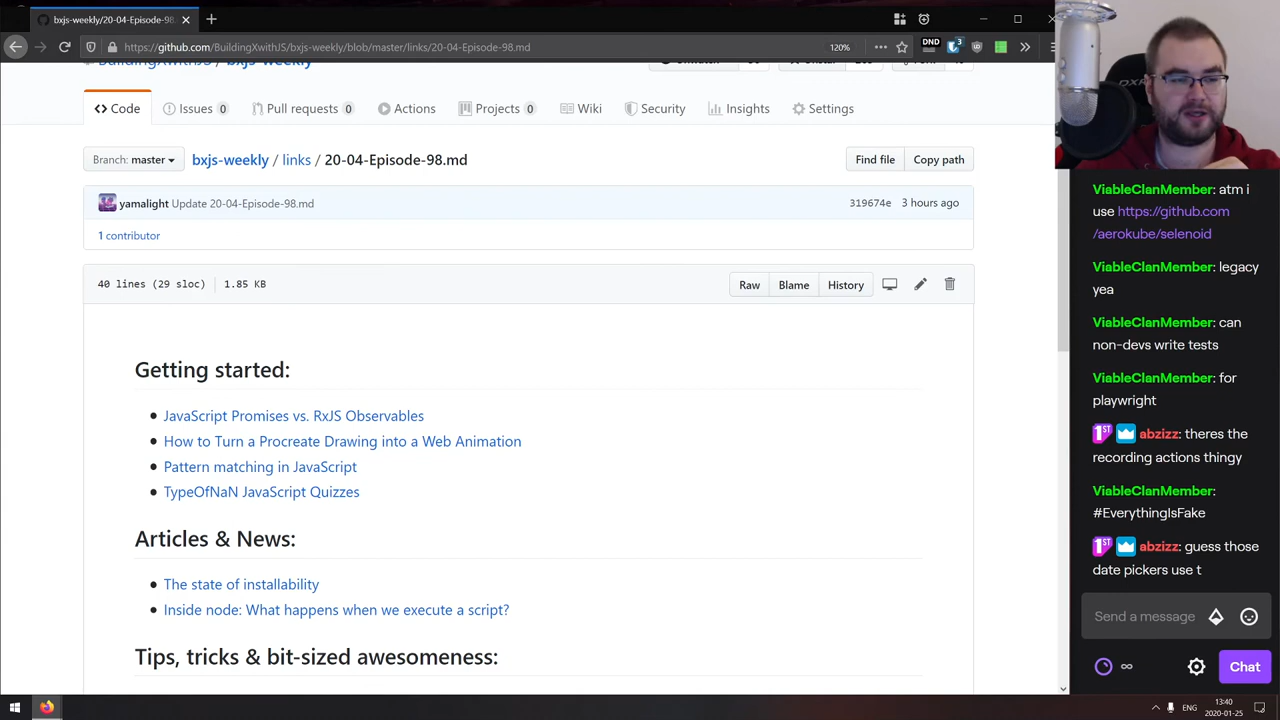 bxjs-weekly/20-04-Episode-98.
https://github.com/BuildingXwithJS/bxjs-weekly/blob/master/links/20-04-Episode-98.md
120%
DND
3
BuildingXwithJS / bxjs-weekly
Code
Issues 0
Pull requests 0
Actions
Projects 0
Wiki
Security
Insights
Settings
Branch: master
bxjs-weekly / links / 20-04-Episode-98.md
Find file
Copy path
yamalight Update 20-04-Episode-98.md
319674e 3 hours ago
1 contributor
40 lines (29 sloc) 1.85 KB
Raw
Blame
History
Getting started:
JavaScript Promises vs. RxJS Observables
How to Turn a Procreate Drawing into a Web Animation
Pattern matching in JavaScript
TypeOfNaN JavaScript Quizzes
Articles & News:
The state of installability
Inside node: What happens when we execute a script?
Tips, tricks & bit-sized awesomeness:
DXR
ViableClanMember: atm i
use https://github.com
/aerokube/selenoid
ViableClanMember: legacy
yea
ViableClanMember: can
non-devs write tests
ViableClanMember: for
playwright
1ST abzizz: theres the
recording actions thingy
ViableClanMember:
#EverythingIsFake
1ST abzizz: guess those
date pickers use t
Send a message
∞
Chat
ENG
13:40
2020-01-25